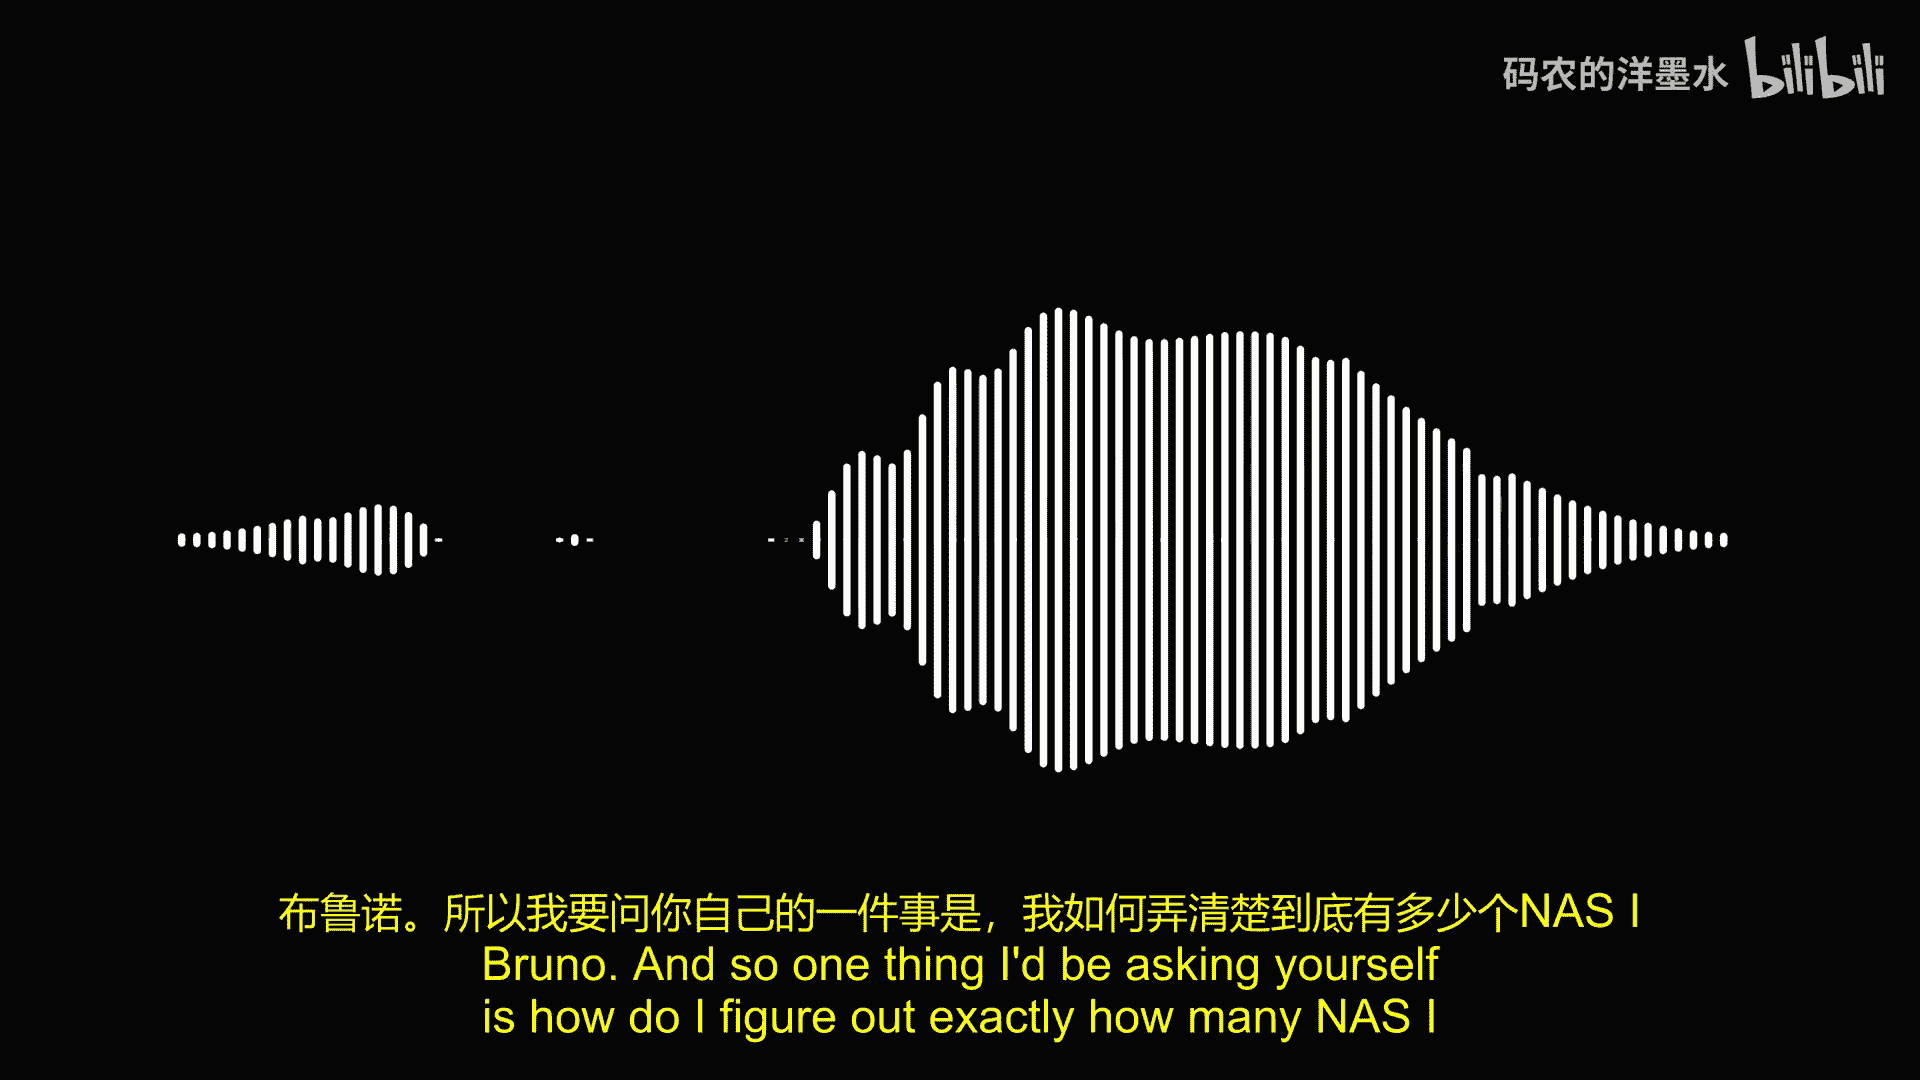 码农的洋墨水 bilibili
布鲁诺。所以我要问你自己的一件事是，我如何弄清楚到底有多少个NAS I
Bruno. And so one thing I'd be asking yourself
is how do I figure out exactly how many NAS I